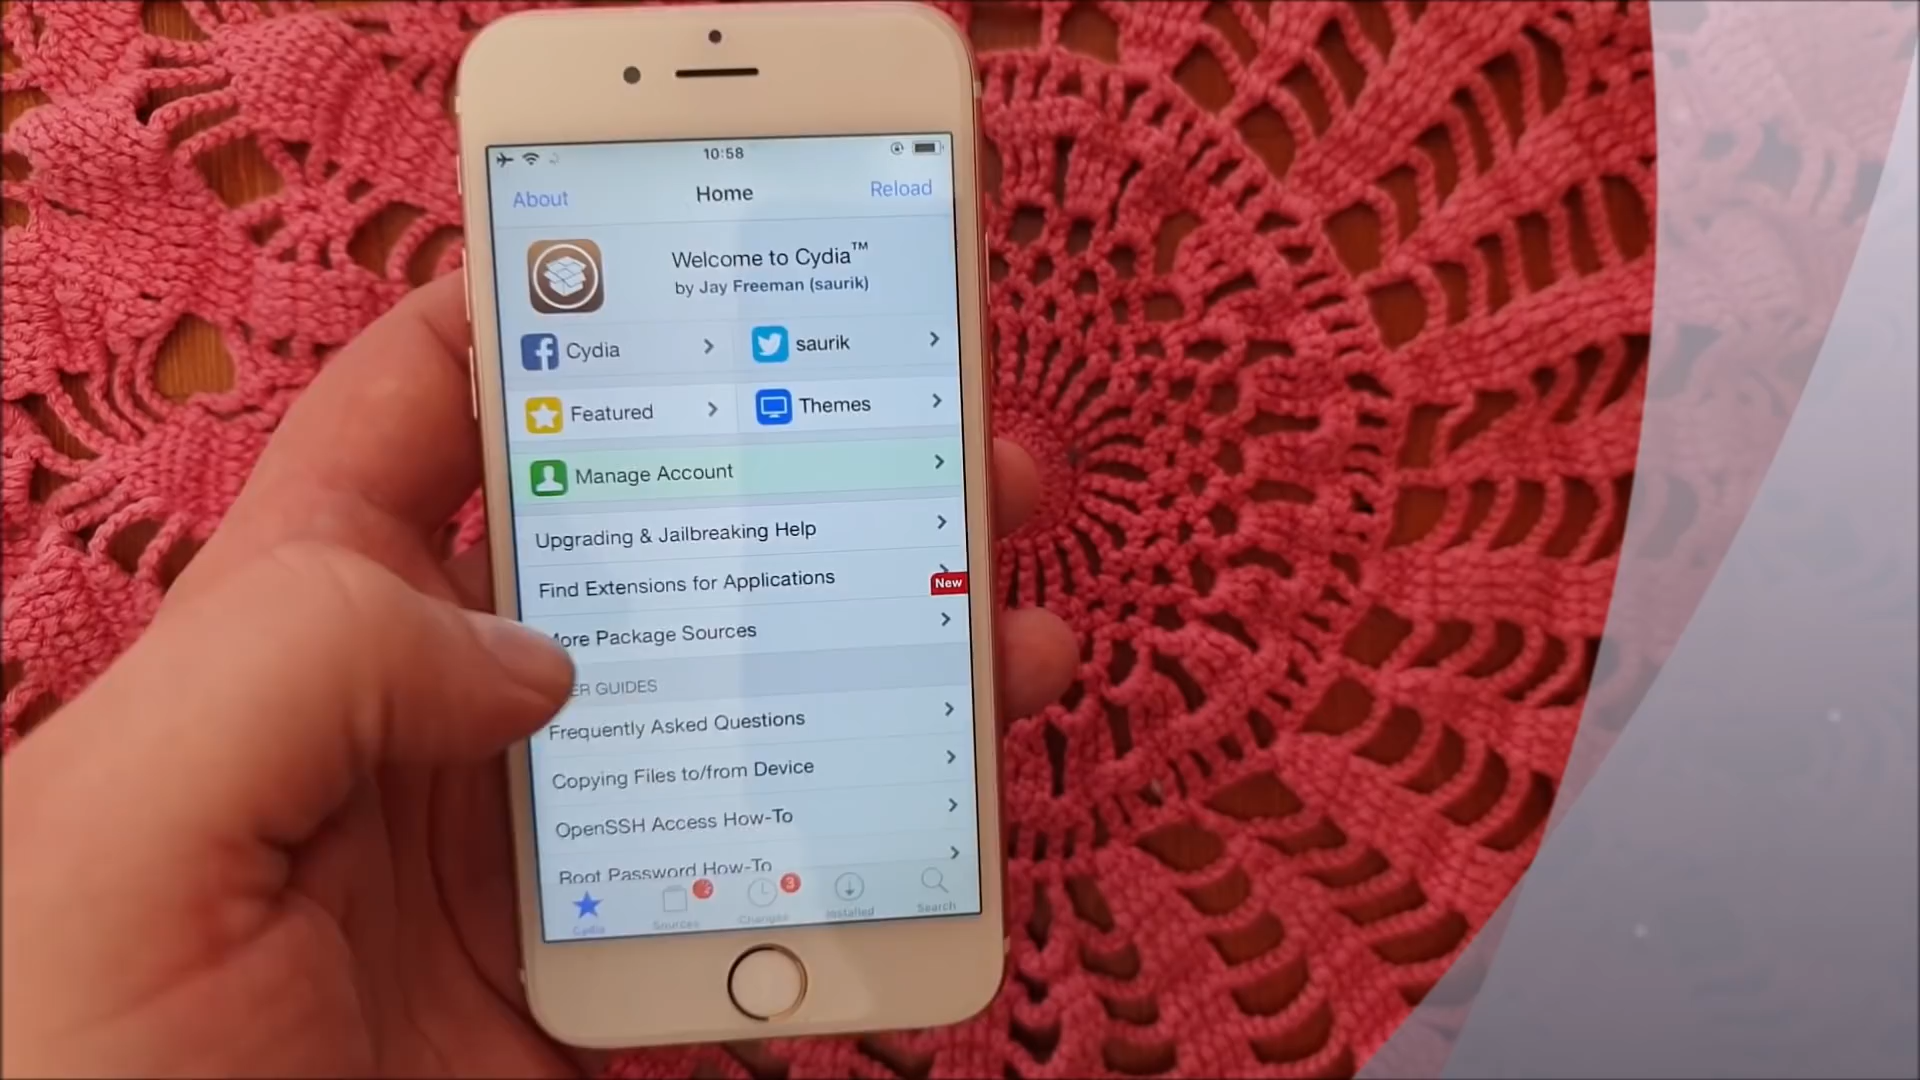 10:58
About Home Reload
Welcome to Cydia™
by Jay Freeman (saurik)
Cydia saurik
Featured Themes
Manage Account
Upgrading & Jailbreaking Help
Find Extensions for Applications
New
ore Package Sources
ER GUIDES
Frequently Asked Questions
Copying Files to/from Device
OpenSSH Access How-To
Root Password How-To
3
Cydia Sources Changes Installed Search